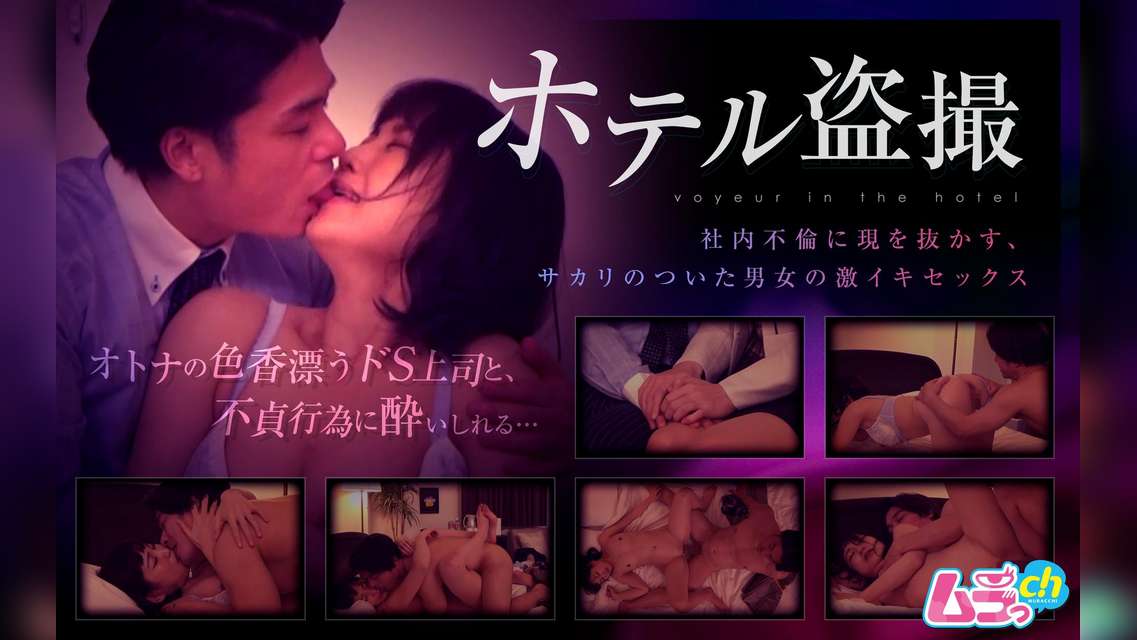 ホテル盗撮
voyeur in the hotel
社内不倫に現を抜かす、
サカリのついた男女の激イキセックス
オトナの色香漂うドS上司と、
不貞行為に酔いしれる…
ムラっch
MURACCHI